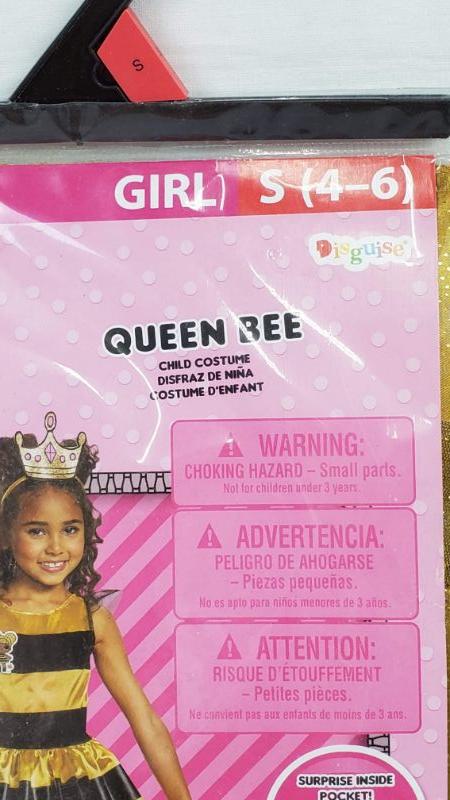 S
GIRL S (4–6)
Disguise
QUEEN BEE
CHILD COSTUME
DISFRAZ DE NIÑA
COSTUME D'ENFANT
WARNING:
CHOKING HAZARD – Small parts.
Not for children under 3 years.
ADVERTENCIA:
PELIGRO DE AHOGARSE
– Piezas pequeñas.
No es apto para niños menores de 3 años.
ATTENTION:
RISQUE D'ÉTOUFFEMENT
– Petites pièces.
Ne convient pas aux enfants de moins de 3 ans.
SURPRISE INSIDE
POCKET!